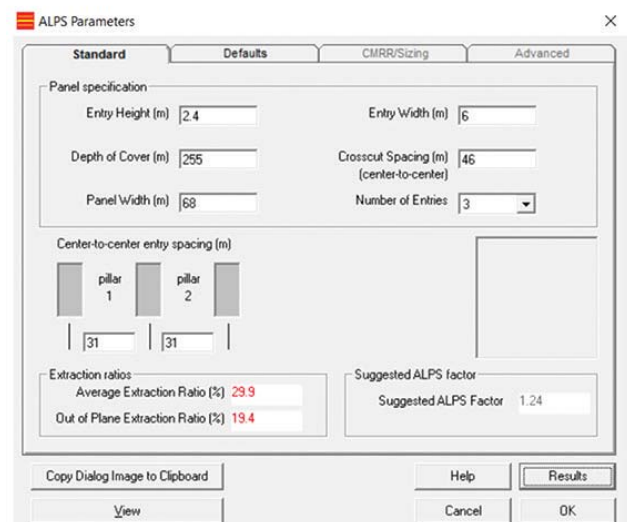 ALPS Parameters
Standard Defaults CMRR/Sizing Advanced
Panel specification
Entry Height (m) 2.4 Entry Width (m) 6
Depth of Cover (m) 255 Crosscut Spacing (m) 46
(center-to-center)
Panel Width (m) 68 Number of Entries 3
Center-to-center entry spacing (m)
pillar pillar
1 2
31 31
Extraction ratios Suggested ALPS factor
Average Extraction Ratio (%) 29.9 Suggested ALPS Factor 1.24
Out of Plane Extraction Ratio (%) 19.4
Copy Dialog Image to Clipboard Help Results
View Cancel OK